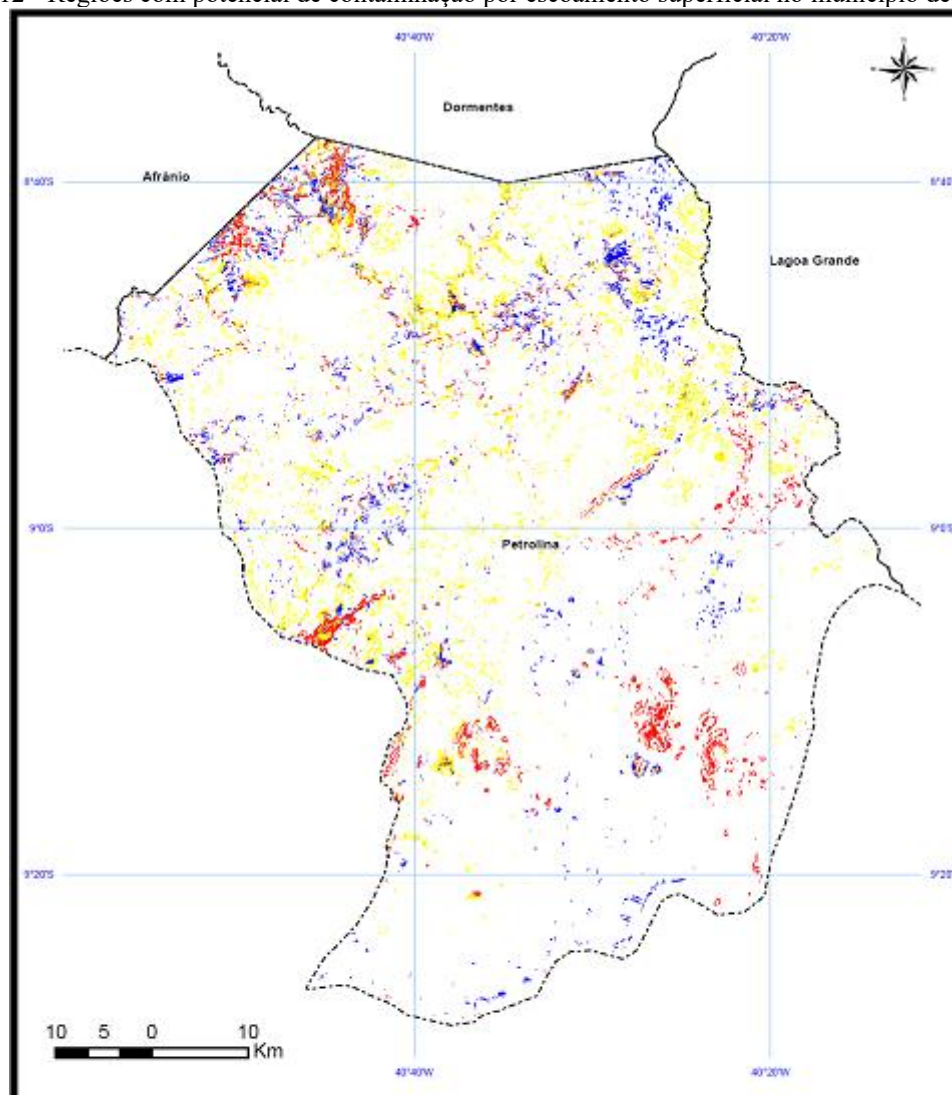 12 - Regiões com potencial de contaminação por escoamento superficial no município de
40°40'W 40°20'W
Dormentes
Afrânio
8°40'S 8°40'
Lagoa Grande
9°0'S 9°0'
Petrolina
9°20'S 9°20'
10 5 0 10
Km
40°40'W 40°20'W